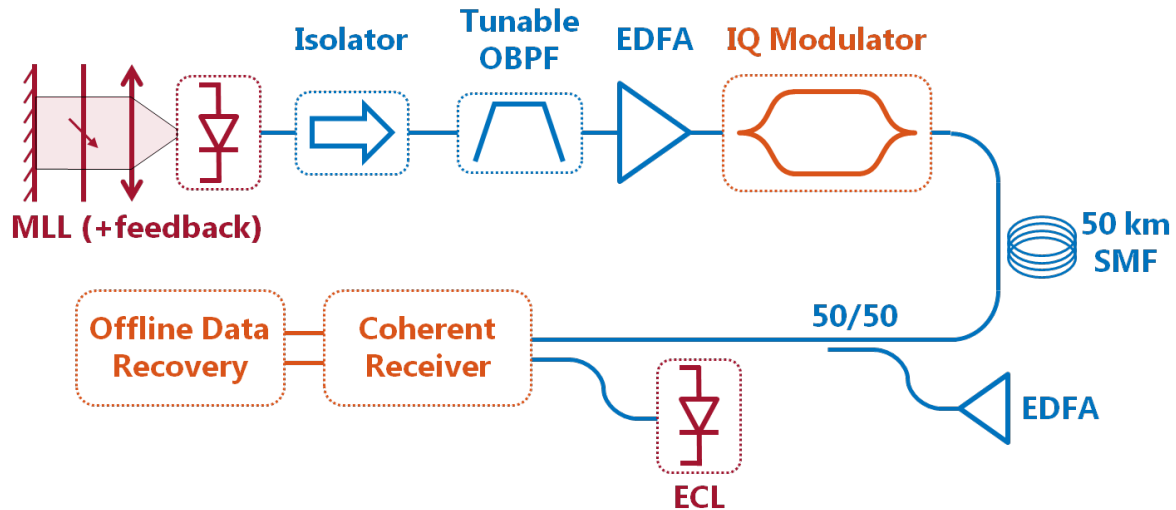 Isolator
Tunable
OBPF
EDFA
IQ Modulator
MLL (+feedback)
50 km
SMF
Offline Data
Recovery
Coherent
Receiver
50/50
EDFA
ECL